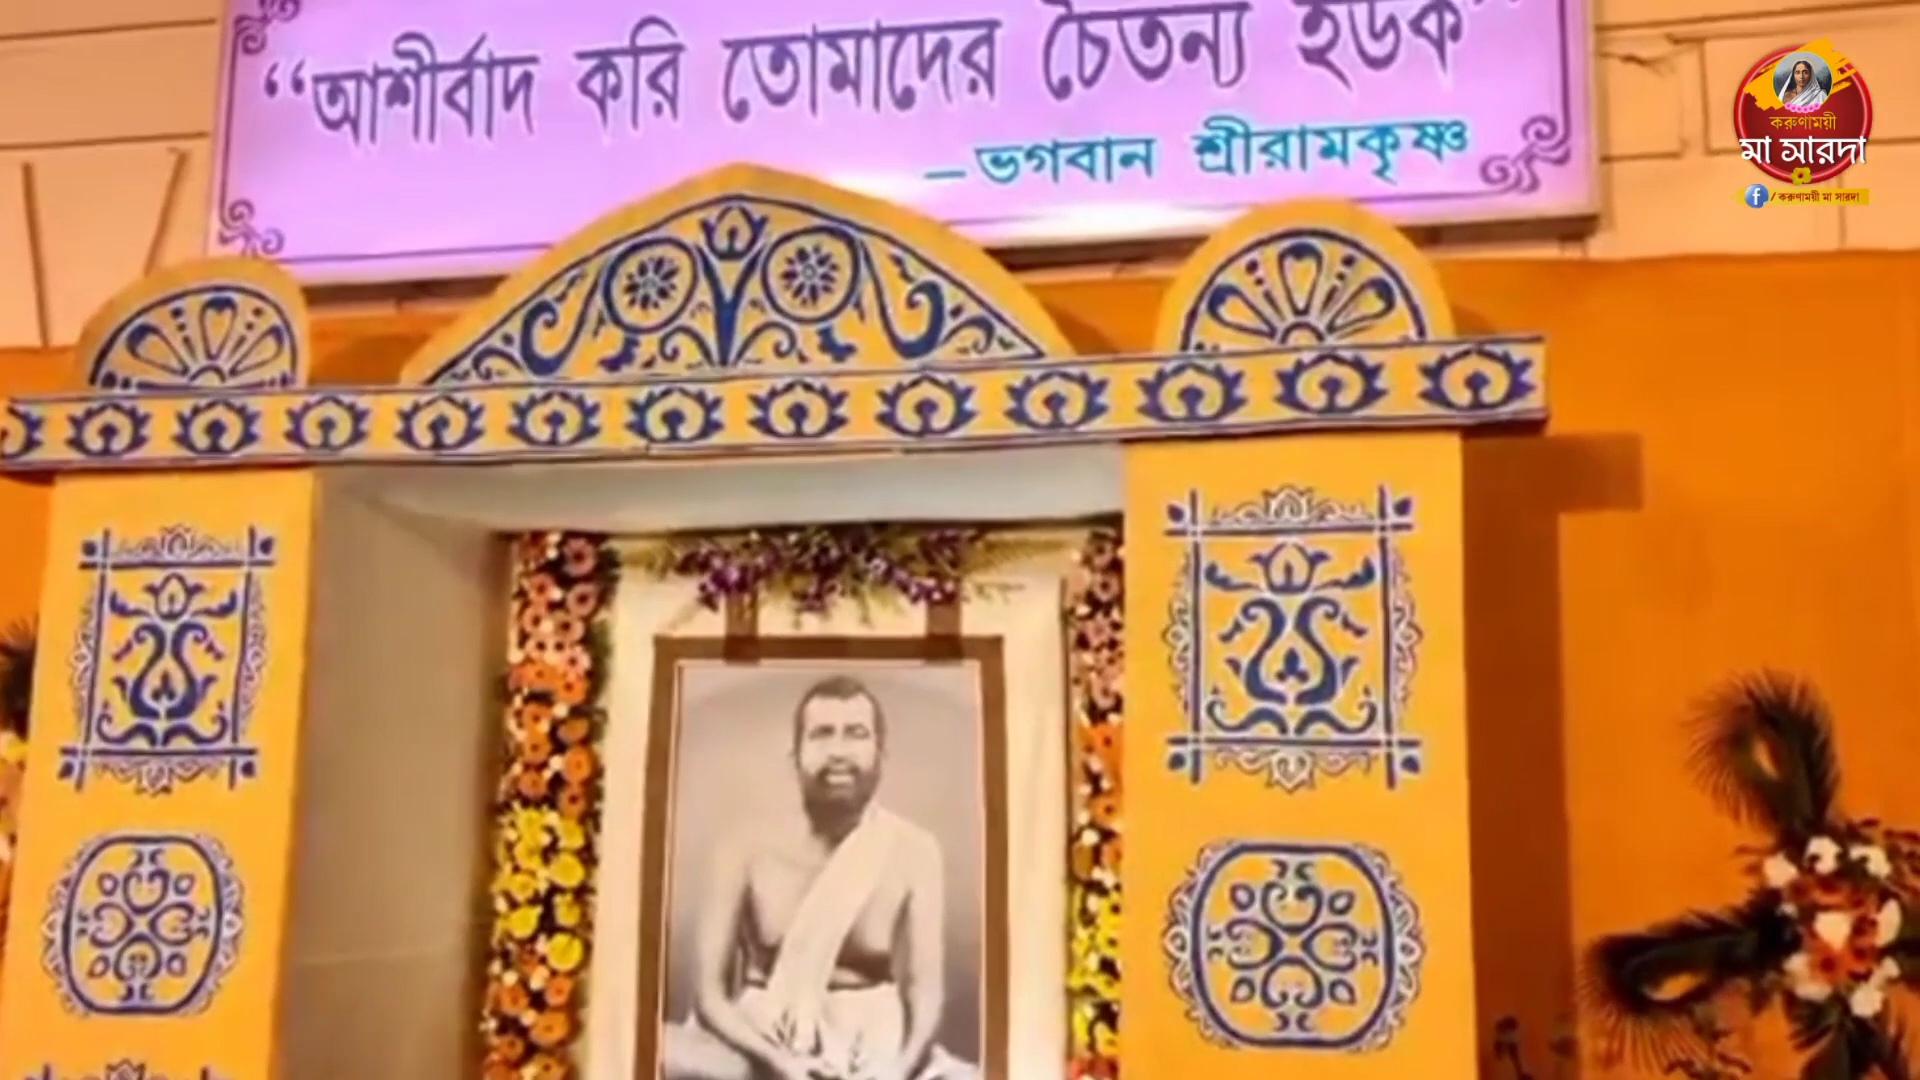 “আশীর্বাদ করি তোমাদের চৈতন্য হউক”
—ভগবান শ্রীরামকৃষ্ণ
করুণাময়ী
মা সারদা
f / করুণাময়ী মা সারদা